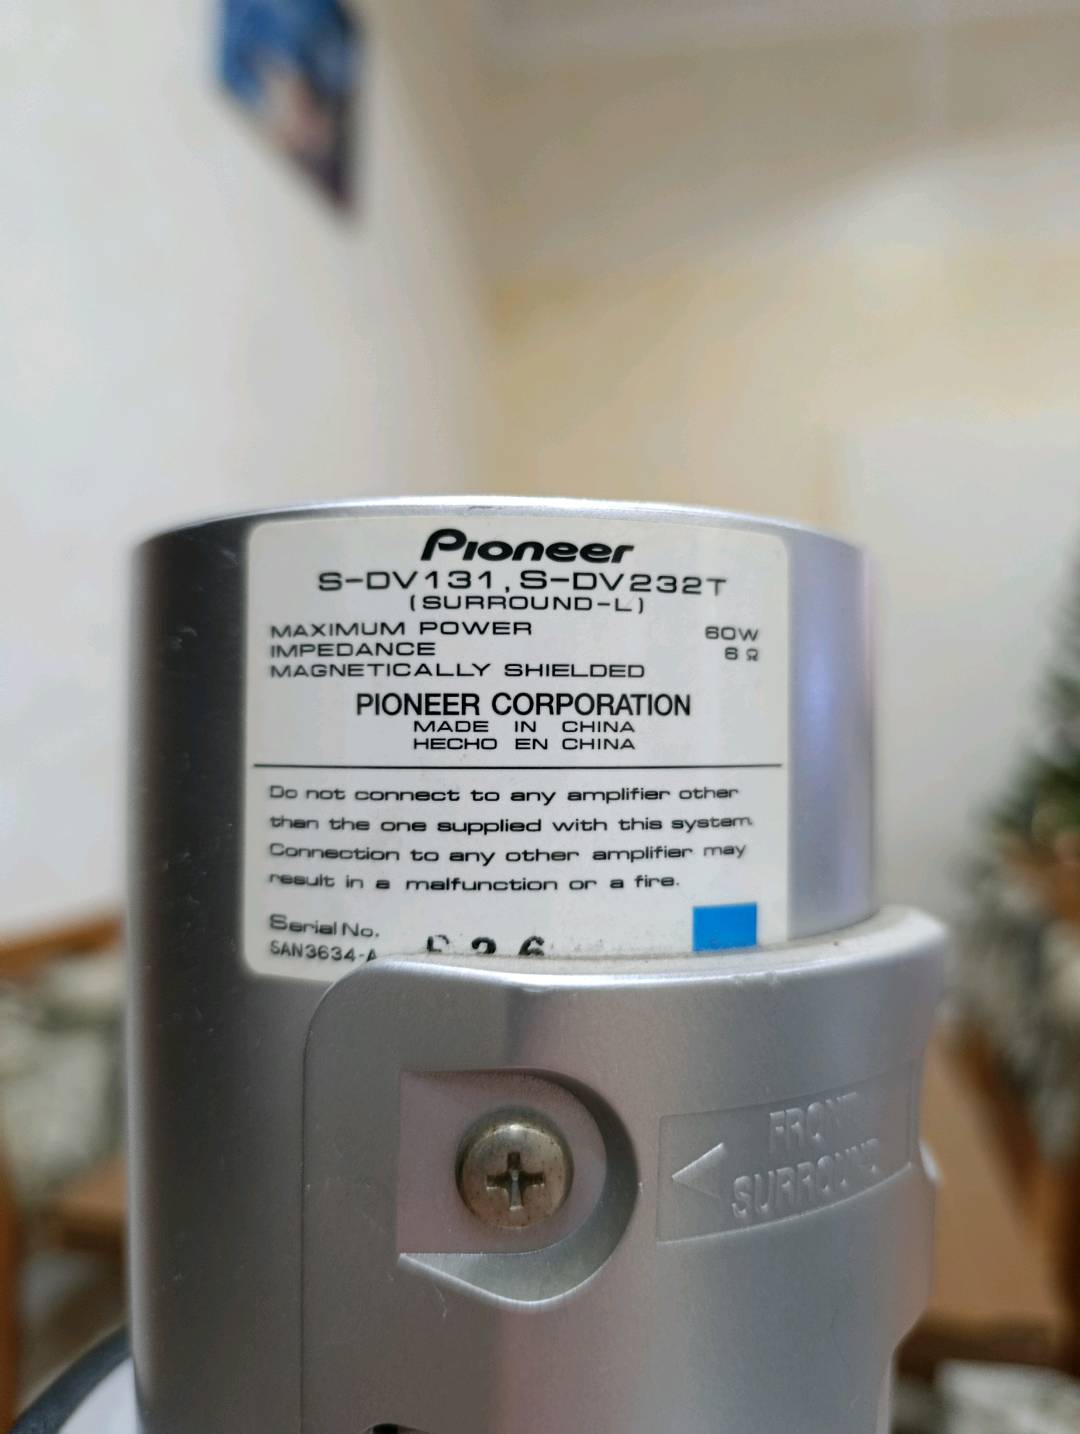 Pioneer
S-DV131, S-DV232T
(SURROUND-L)
MAXIMUM POWER 60W
IMPEDANCE 6 Ω
MAGNETICALLY SHIELDED
PIONEER CORPORATION
MADE IN CHINA
HECHO EN CHINA
Do not connect to any amplifier other
than the one supplied with this system.
Connection to any other amplifier may
result in a malfunction or a fire.
Serial No.
SAN3634-A
FRONT
SURROUND